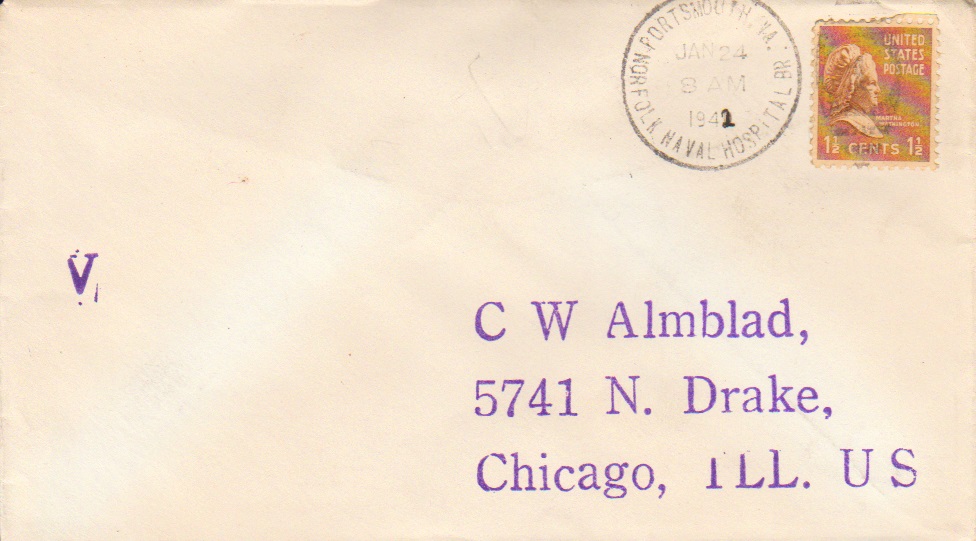 PORTSMOUTH, VA.
NORFOLK NAVAL HOSPITAL BR.
JAN 24
8 AM
1942
UNITED
STATES
POSTAGE
MARTHA
WASHINGTON
1½ CENTS 1½
V
C W Almblad,
5741 N. Drake,
Chicago, ILL. U S